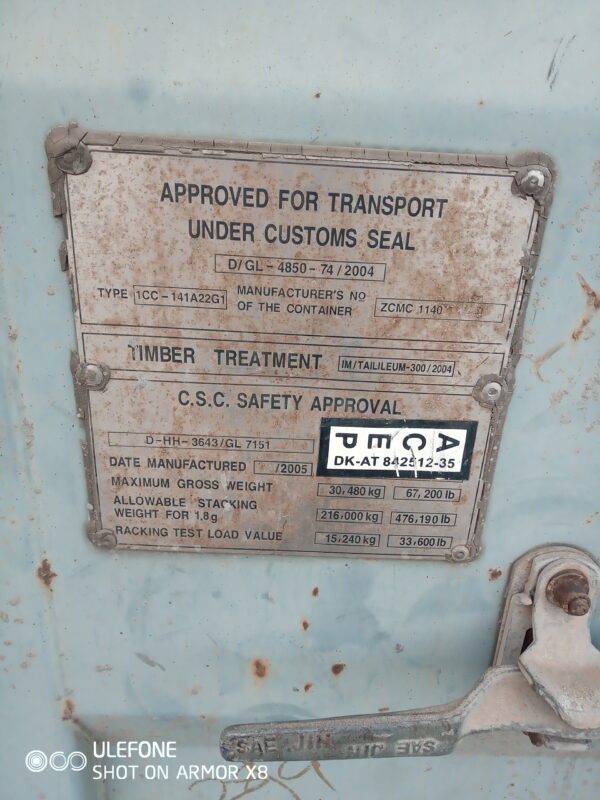 APPROVED FOR TRANSPORT
UNDER CUSTOMS SEAL
D/GL-4850-74/2004
TYPE 1CC-141A22G1 MANUFACTURER'S NO OF THE CONTAINER ZCMC 1140
TIMBER TREATMENT IM/TAILILEUM-300/2004
C.S.C. SAFETY APPROVAL
D-HH-3643/GL 7151
ACEP
DK-AT 842512-35
DATE MANUFACTURED /2005
MAXIMUM GROSS WEIGHT 30,480 kg 67,200 lb
ALLOWABLE STACKING
WEIGHT FOR 1.8g 216,000 kg 476,190 lb
RACKING TEST LOAD VALUE 15,240 kg 33,600 lb
SAE JIN
ULEFONE
SHOT ON ARMOR X8